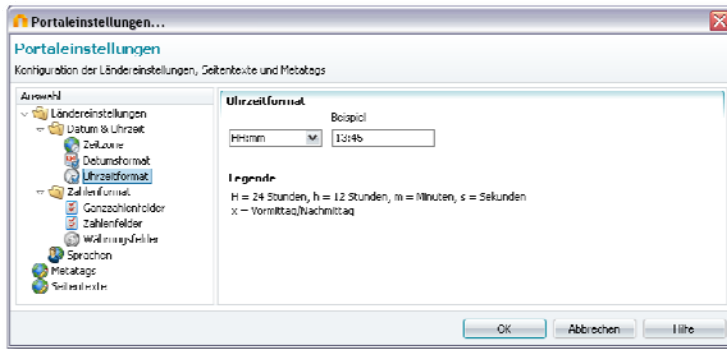 Portaleinstellungen...
Portaleinstellungen
Konfiguration der Ländereinstellungen, Seitentexte und Metatags
Auswahl
Ländereinstellungen
Datum & Uhrzeit
Zeitzone
Datumsformat
Uhrzeitformat
Zahlenformat
Ganzzahlenfelder
Zahlenfelder
Währungsfelder
Sprachen
Metatags
Seitentexte
Uhrzeitformat
Beispiel
HH:mm 13:45
Legende
H = 24 Stunden, h = 12 Stunden, m = Minuten, s = Sekunden
x = Vormittag/Nachmittag
OK Abbrechen Hilfe